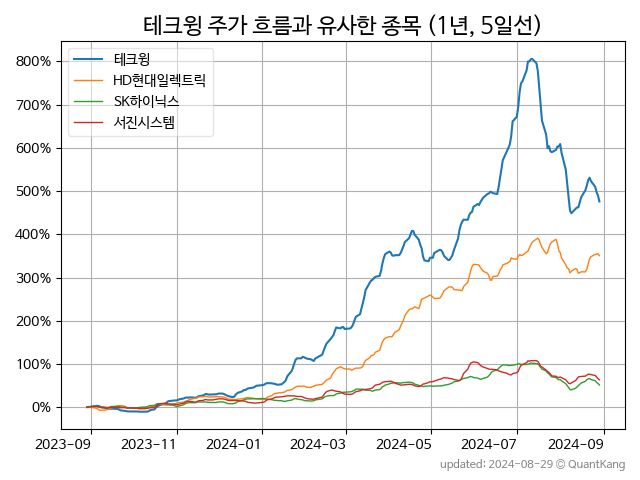 테크윙 주가 흐름과 유사한 종목 (1년, 5일선)
테크윙
HD현대일렉트릭
SK하이닉스
서진시스템
800%
700%
600%
500%
400%
300%
200%
100%
0%
2023-09 2023-11 2024-01 2024-03 2024-05 2024-07 2024-09
updated: 2024-08-29 © QuantKang